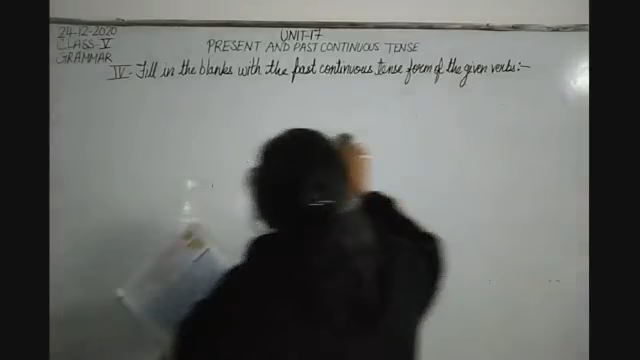 24-12-2020
CLASS-V
GRAMMAR
UNIT-17
PRESENT AND PAST CONTINUOUS TENSE
IV- Fill in the blanks with the past continuous tense form of the given verbs:-